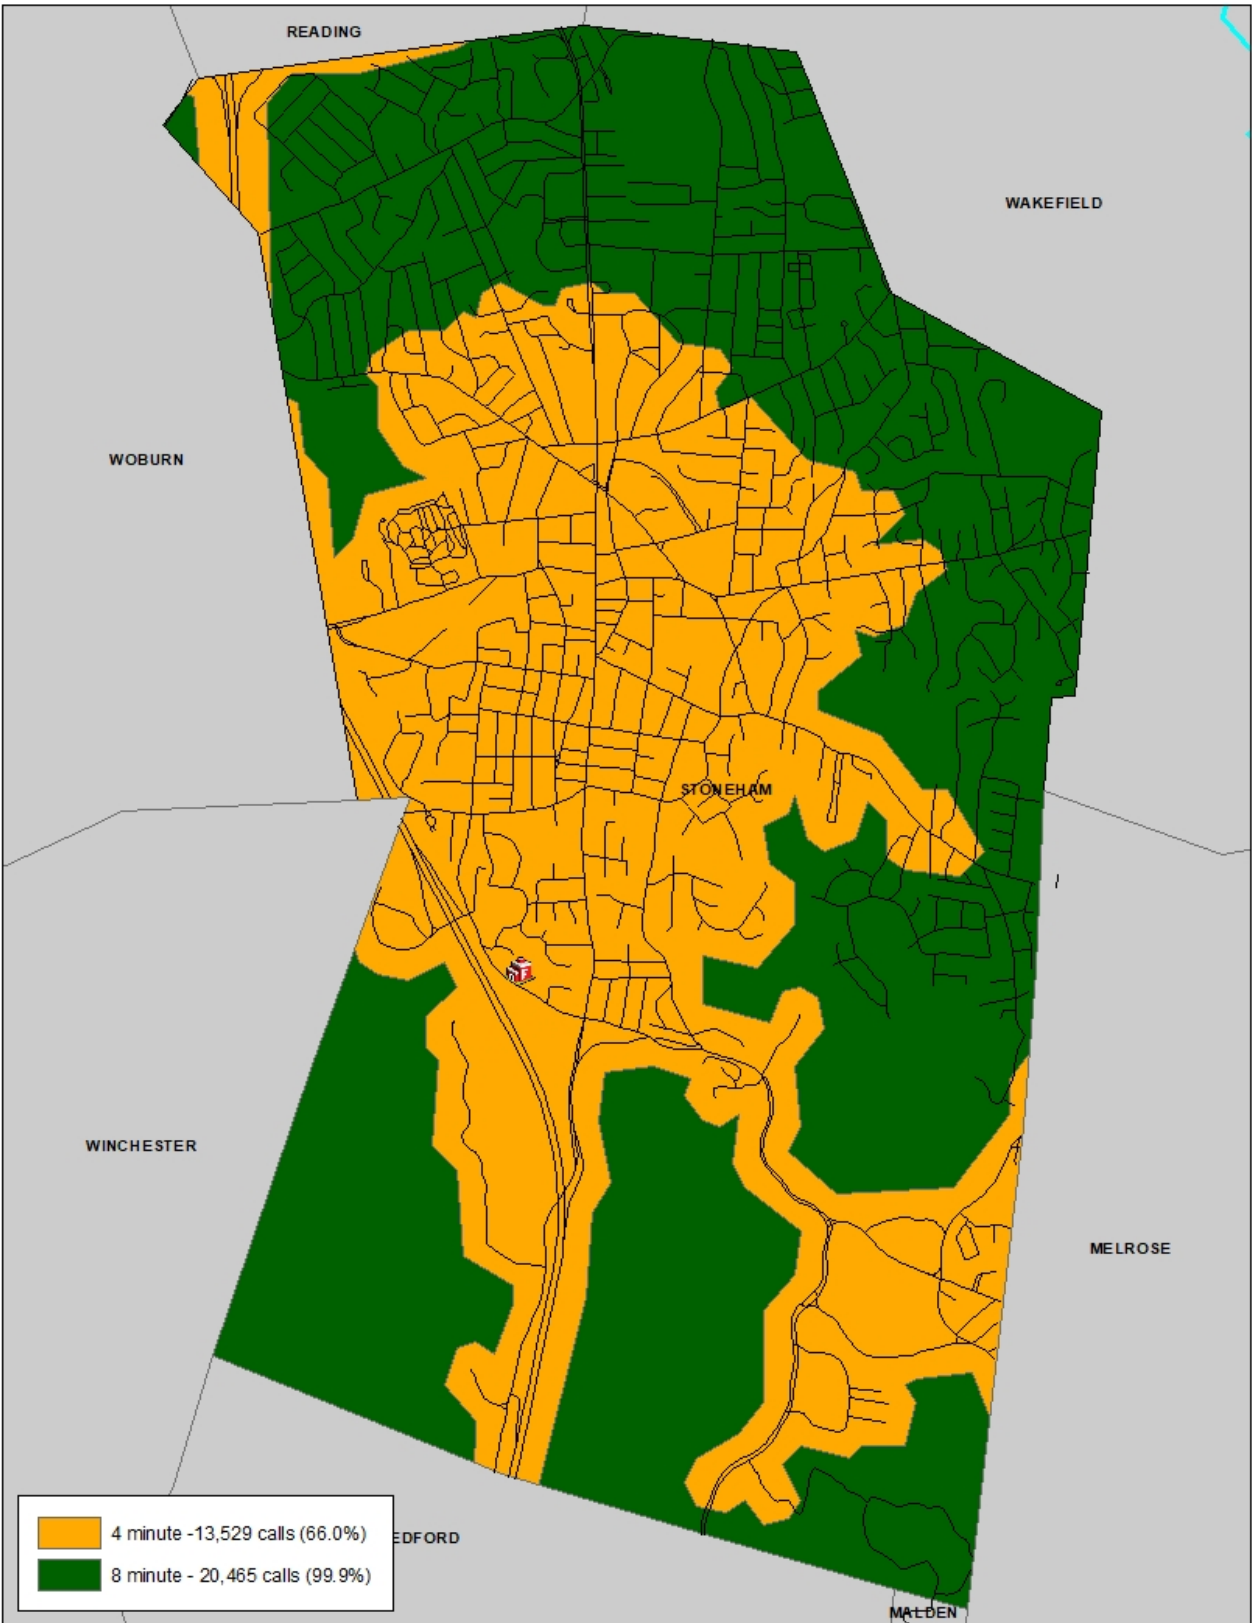 READING
WAKEFIELD
WOBURN
STONEHAM
WINCHESTER
MELROSE
4 minute -13,529 calls (66.0%)
EDFORD
8 minute - 20,465 calls (99.9%)
MALDEN